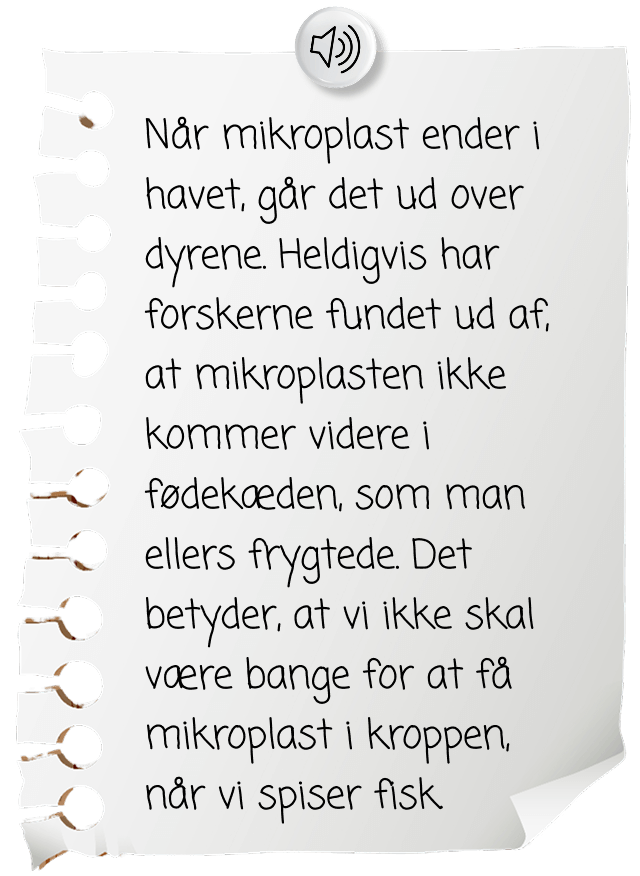 Når mikroplast ender i
havet, går det ud over
dyrene. Heldigvis har
forskerne fundet ud af,
at mikroplasten ikke
kommer videre i
fødekæden, som man
ellers frygtede. Det
betyder, at vi ikke skal
være bange for at få
mikroplast i kroppen,
når vi spiser fisk.